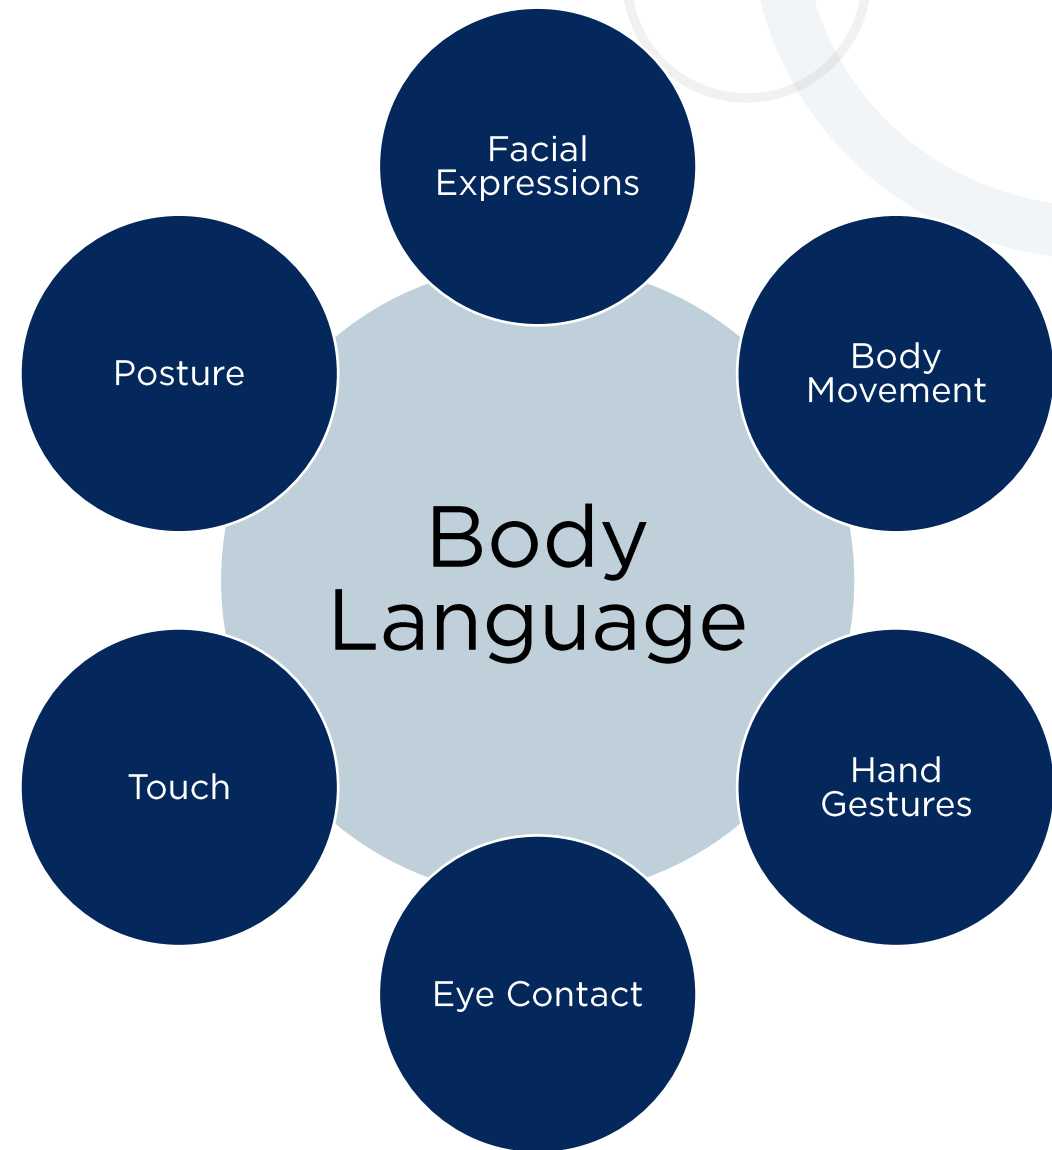 Facial
Expressions
Body
Movement
Hand
Gestures
Eye Contact
Touch
Posture
Body
Language